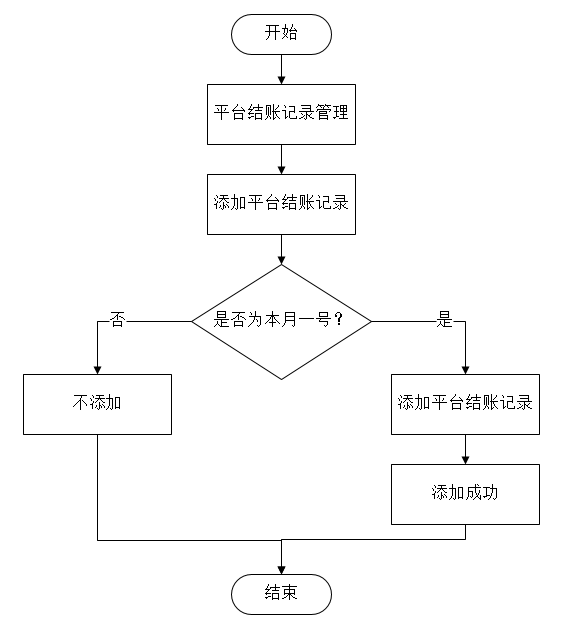 开始
平台结账记录管理
添加平台结账记录
是否为本月一号？
否
是
不添加
添加平台结账记录
添加成功
结束